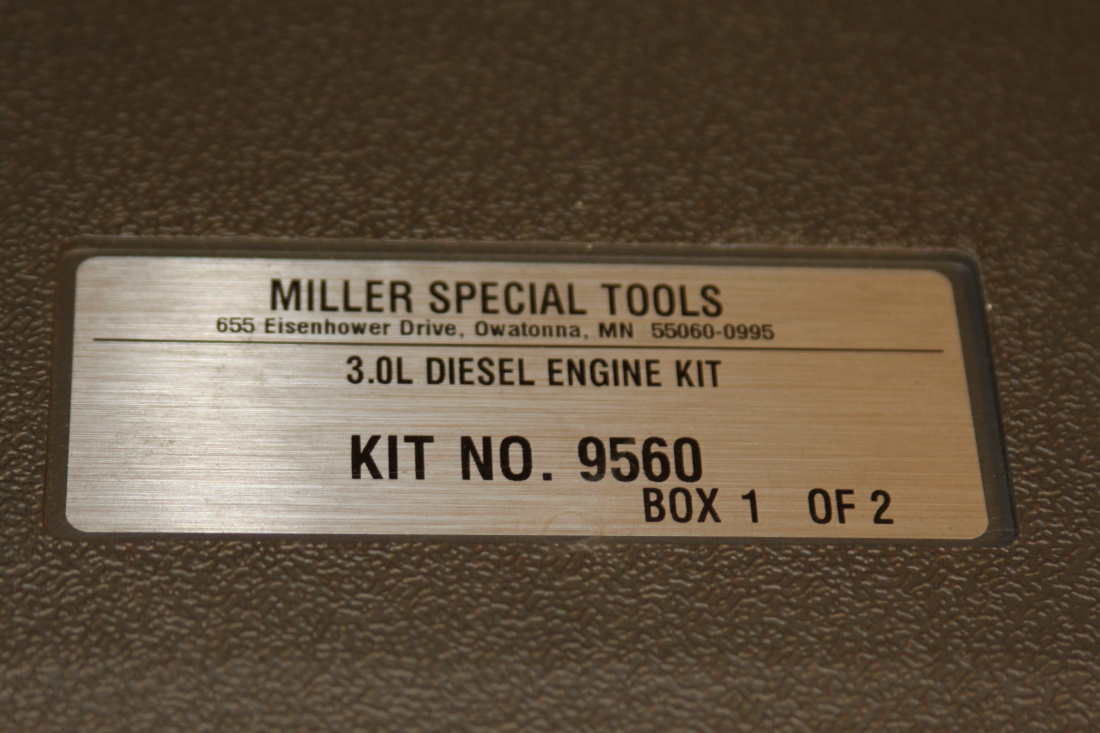 MILLER SPECIAL TOOLS
655 Eisenhower Drive, Owatonna, MN 55060-0995
3.0L DIESEL ENGINE KIT
KIT NO. 9560
BOX 1 OF 2